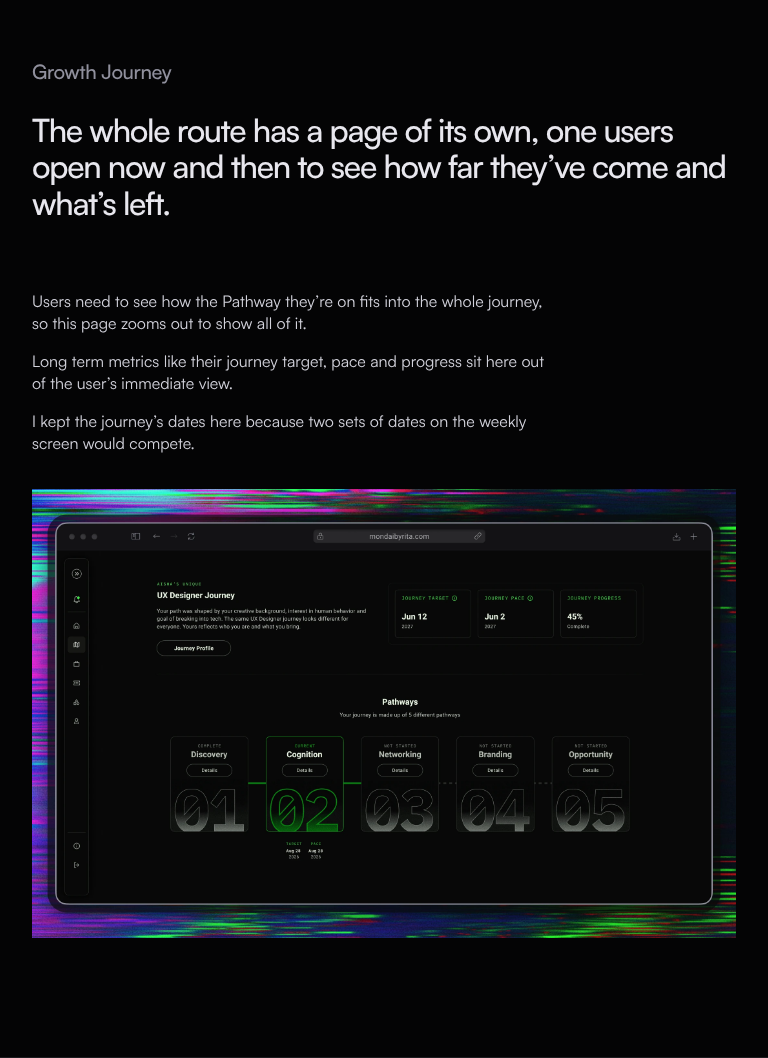 Growth Journey
The whole route has a page of its own, one users
open now and then to see how far they’ve come and
what’s left.
Users need to see how the Pathway they’re on fits into the whole journey,
so this page zooms out to show all of it.
Long term metrics like their journey target, pace and progress sit here out
of the user’s immediate view.
I kept the journey’s dates here because two sets of dates on the weekly
screen would compete.
mondaibyrita.com
AISHA'S UNIQUE
UX Designer Journey
Your path was shaped by your creative background, interest in human behavior and
goal of breaking into tech. The same UX Designer journey looks different for
everyone. Yours reflects who you are and what you bring.
Journey Profile
JOURNEY TARGET
Jun 12
2027
JOURNEY PACE
Jun 2
2027
JOURNEY PROGRESS
45%
Complete
Pathways
Your journey is made up of 5 different pathways
COMPLETE
Discovery
Details
01
CURRENT
Cognition
Details
02
NOT STARTED
Networking
Details
03
NOT STARTED
Branding
Details
04
NOT STARTED
Opportunity
Details
05
TARGET
Aug 24
2026
PACE
Aug 20
2026